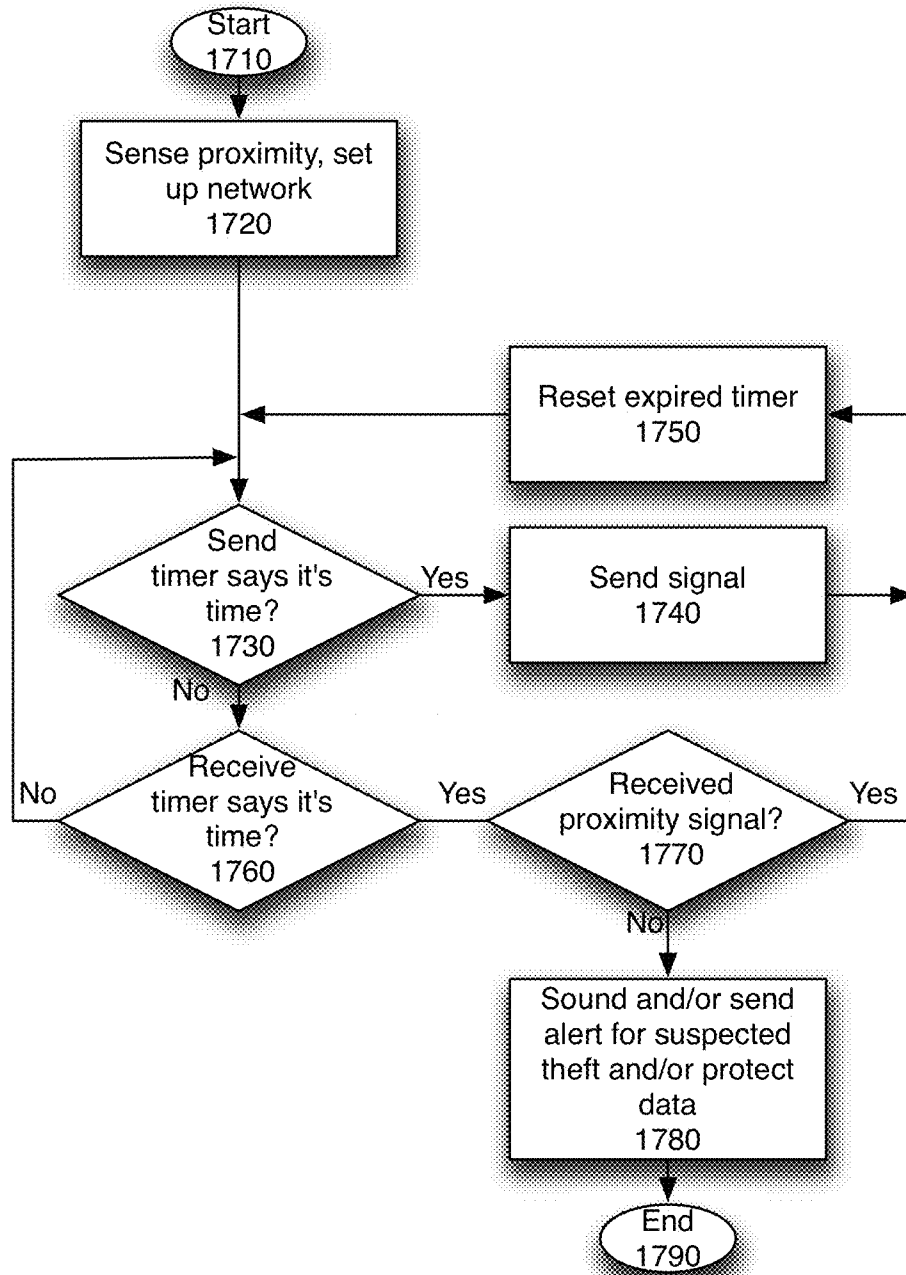 Start
1710
Sense proximity, set
up network
1720
Reset expired timer
1750
Send
timer says it's
time?
1730
Yes
Send signal
1740
No
Receive
timer says it's
time?
1760
No
Yes
Received
proximity signal?
1770
Yes
No
Sound and/or send
alert for suspected
theft and/or protect
data
1780
End
1790